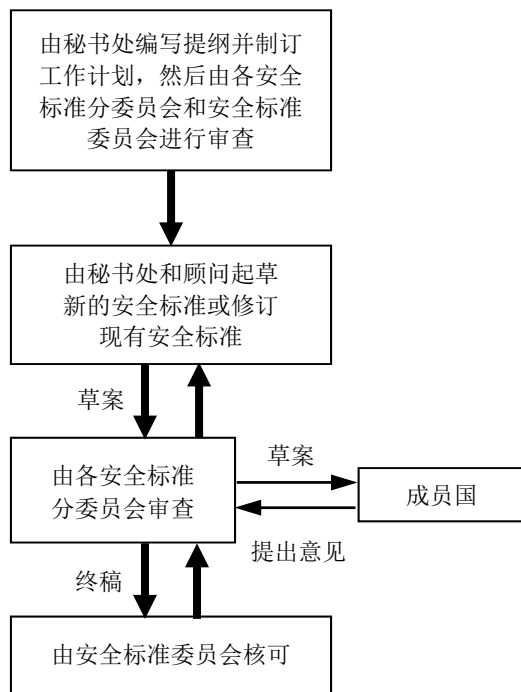 由秘书处编写提纲并制订
工作计划，然后由各安全
标准分委员会和安全标准
委员会进行审查
由秘书处和顾问起草
新的安全标准或修订
现有安全标准
草案
由各安全标准
分委员会审查
草案
成员国
提出意见
终稿
由安全标准委员会核可